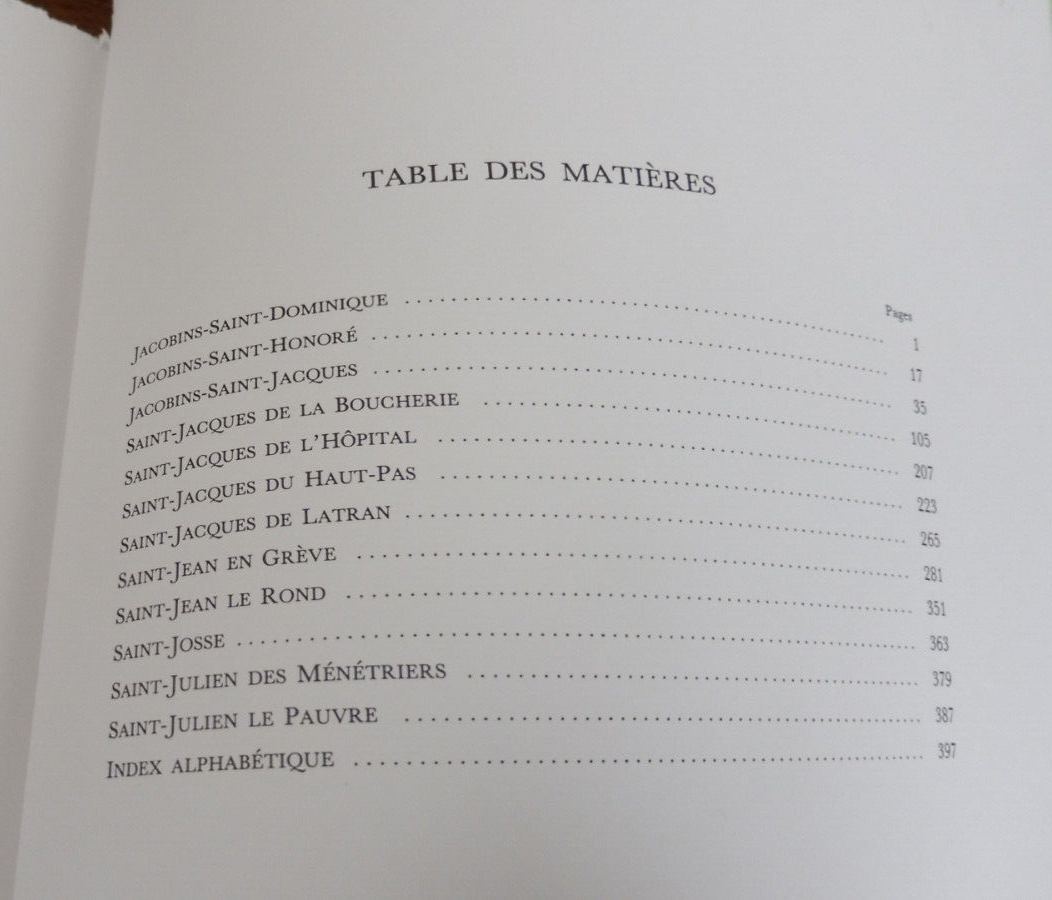 TABLE DES MATIÈRES
Pages
JACOBINS-SAINT-DOMINIQUE 1
JACOBINS-SAINT-HONORÉ 17
JACOBINS-SAINT-JACQUES 35
SAINT-JACQUES DE LA BOUCHERIE 105
SAINT-JACQUES DE L'HÔPITAL 207
SAINT-JACQUES DU HAUT-PAS 223
SAINT-JACQUES DE LATRAN 265
SAINT-JEAN EN GRÈVE 281
SAINT-JEAN LE ROND 351
SAINT-JOSSE 363
SAINT-JULIEN DES MÉNÉTRIERS 379
SAINT-JULIEN LE PAUVRE 387
INDEX ALPHABÉTIQUE 397